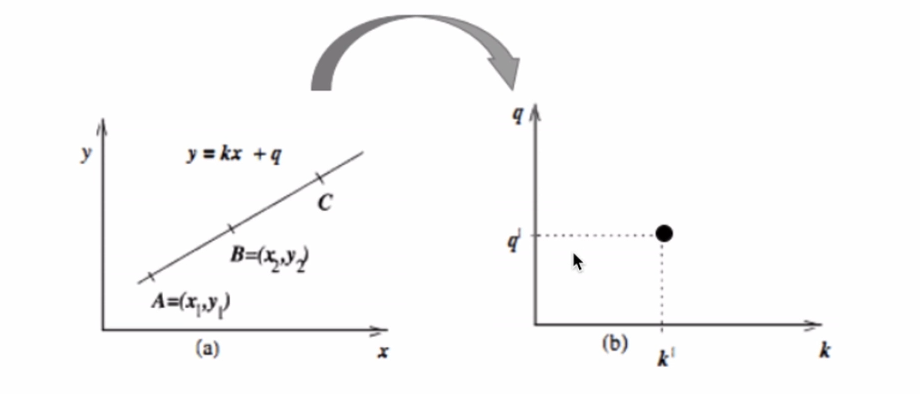 y
y = kx + q
C
B=(x2,y2)
A=(x1,y1)
(a)
x
q
q'
(b)
k'
k